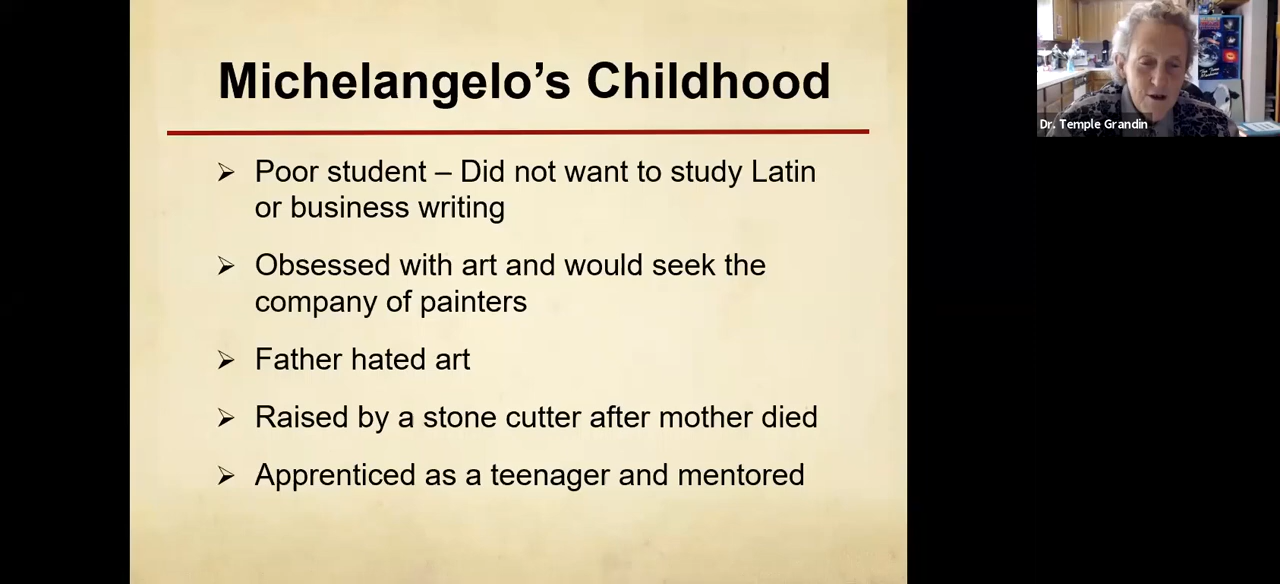 Michelangelo’s Childhood
➢ Poor student – Did not want to study Latin
or business writing
➢ Obsessed with art and would seek the
company of painters
➢ Father hated art
➢ Raised by a stone cutter after mother died
➢ Apprenticed as a teenager and mentored
Dr. Temple Grandin